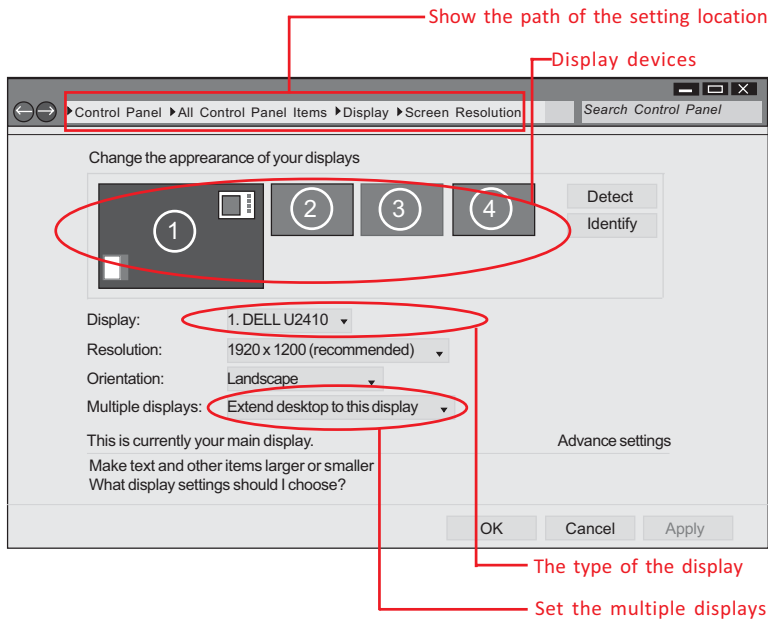 Show the path of the setting location
Display devices
Control Panel All Control Panel Items Display Screen Resolution
Search Control Panel
Change the apprearance of your displays
1
2
3
4
Detect
Identify
Display:
1. DELL U2410
Resolution:
1920 x 1200 (recommended)
Orientation:
Landscape
Multiple displays:
Extend desktop to this display
This is currently your main display.
Advance settings
Make text and other items larger or smaller
What display settings should I choose?
OK
Cancel
Apply
The type of the display
Set the multiple displays